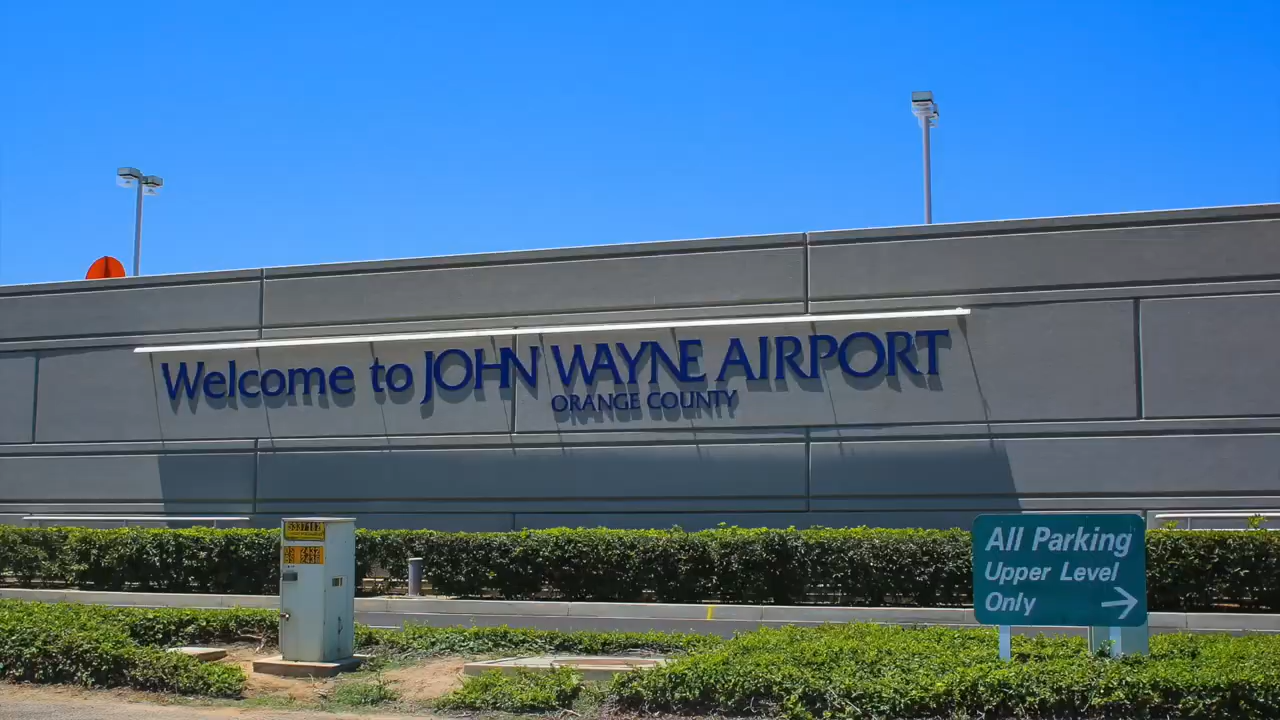 Welcome to JOHN WAYNE AIRPORT
ORANGE COUNTY
All Parking
Upper Level
Only